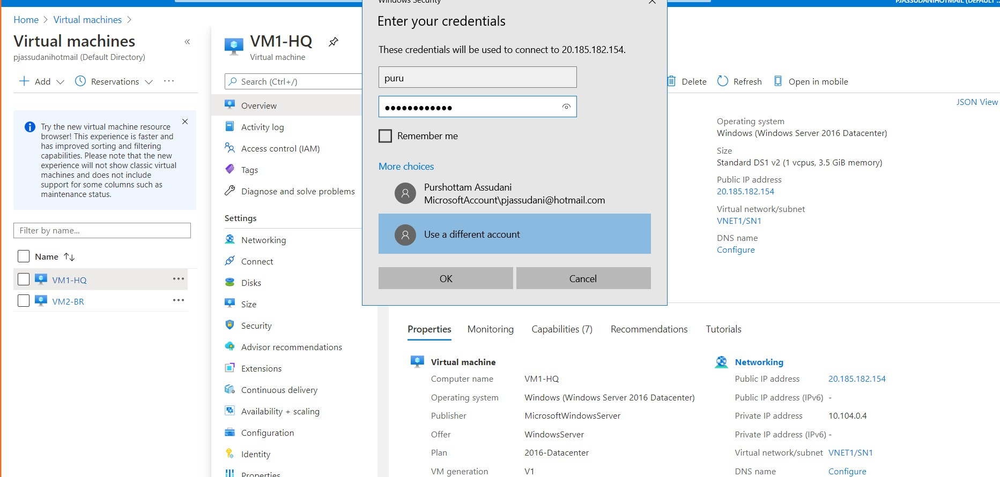 PJASSUDANIHOTMAIL (DEFAULT ...
Home > Virtual machines >
Virtual machines
«
pjassudanihotmail (Default Directory)
Add
Reservations
...
Try the new virtual machine resource
browser! This experience is faster and
has improved sorting and filtering
capabilities. Please note that the new
experience will not show classic virtual
machines and does not include
support for some columns such as
maintenance status.
Filter by name...
Name ↑↓
VM1-HQ ...
VM2-BR ...
VM1-HQ
Virtual machine
Search (Ctrl+/)
Overview
Activity log
Access control (IAM)
Tags
Diagnose and solve problems
Settings
Networking
Connect
Disks
Size
Security
Advisor recommendations
Extensions
Continuous delivery
Availability + scaling
Configuration
Identity
Properties
Windows Security
Enter your credentials
These credentials will be used to connect to 20.185.182.154.
puru
●●●●●●●●●●●●
Remember me
More choices
Purshottam Assudani
MicrosoftAccount\pjassudani@hotmail.com
Use a different account
OK
Cancel
Delete
Refresh
Open in mobile
JSON View
Operating system
Windows (Windows Server 2016 Datacenter)
Size
Standard DS1 v2 (1 vcpus, 3.5 GiB memory)
Public IP address
20.185.182.154
Virtual network/subnet
VNET1/SN1
DNS name
Configure
Properties
Monitoring
Capabilities (7)
Recommendations
Tutorials
Virtual machine
Computer name VM1-HQ
Operating system Windows (Windows Server 2016 Datacenter)
Publisher MicrosoftWindowsServer
Offer WindowsServer
Plan 2016-Datacenter
VM generation V1
Networking
Public IP address 20.185.182.154
Public IP address (IPv6) -
Private IP address 10.104.0.4
Private IP address (IPv6) -
Virtual network/subnet VNET1/SN1
DNS name Configure